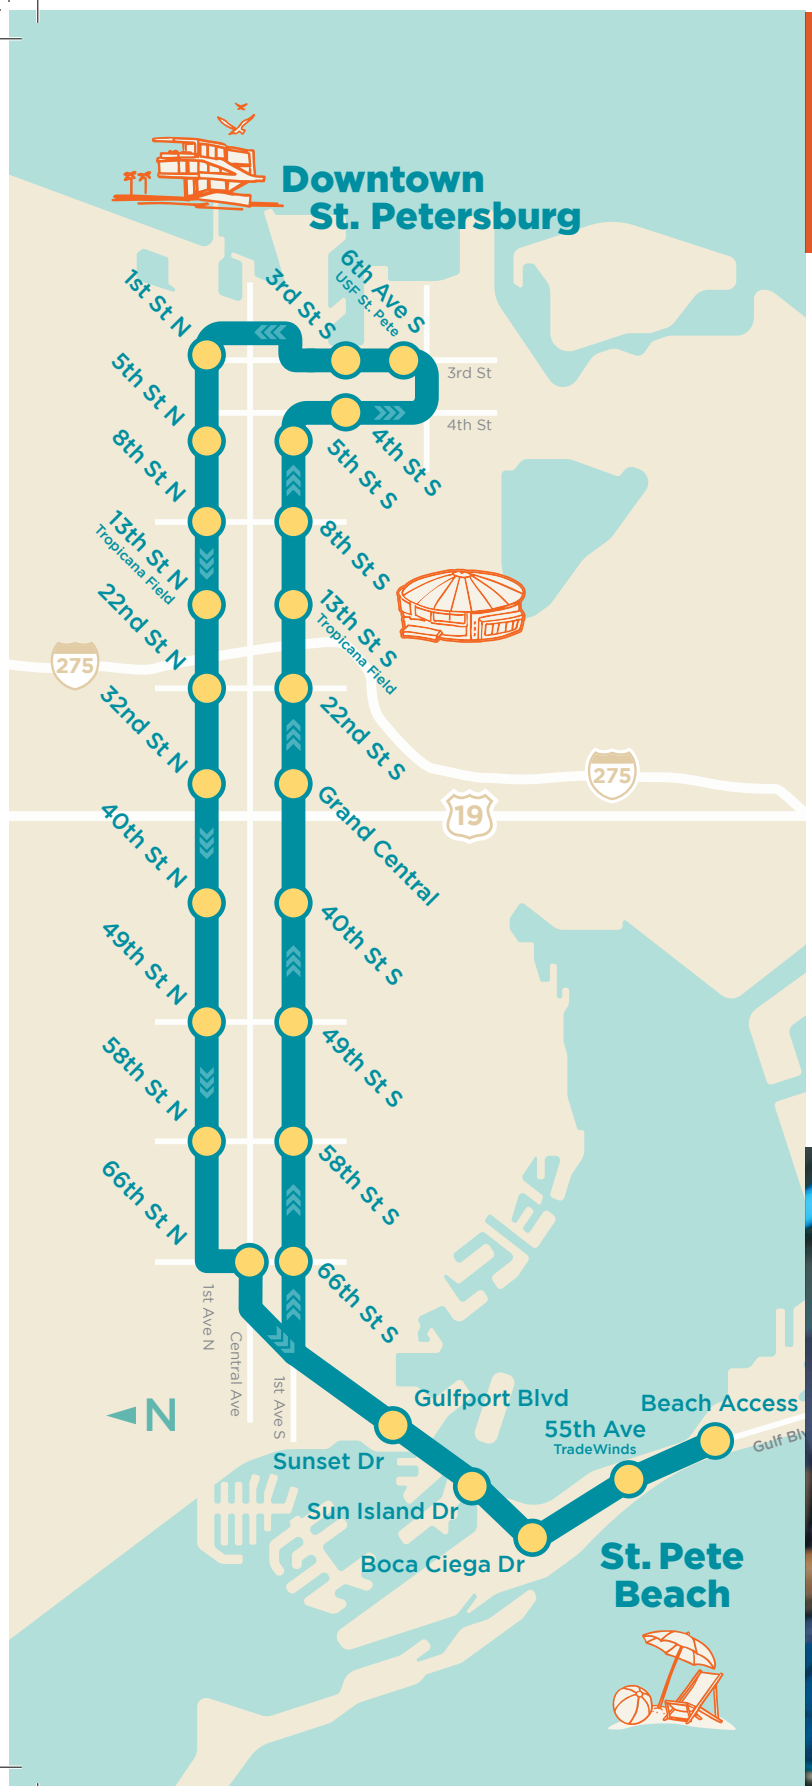 Downtown
St. Petersburg
6th Ave S
USF St. Pete
3rd St S
1st St N
3rd St
5th St N
4th St
4th St S
5th St S
8th St N
8th St S
13th St N
Tropicana Field
13th St S
Tropicana Field
22nd St N
275
32nd St N
22nd St S
275
19
Grand Central
40th St N
40th St S
49th St N
49th St S
58th St N
58th St S
66th St N
66th St S
1st Ave N
Central Ave
1st Ave S
N
Gulfport Blvd
Beach Access
55th Ave
TradeWinds
Gulf
Sunset Dr
Sun Island Dr
Boca Ciega Dr
St. Pete
Beach